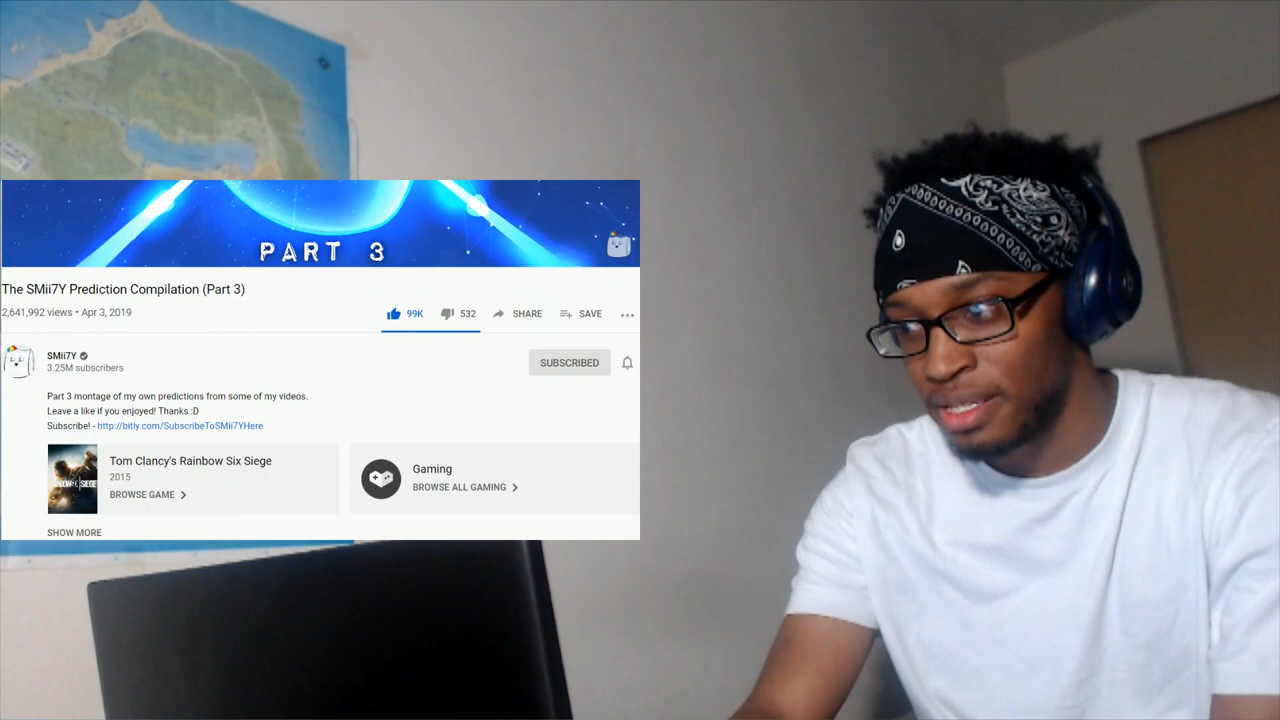 PART 3
The SMii7Y Prediction Compilation (Part 3)
2,641,992 views • Apr 3, 2019
99K
532
SHARE
SAVE
SMii7Y
3.25M subscribers
SUBSCRIBED
Part 3 montage of my own predictions from some of my videos.
Leave a like if you enjoyed! Thanks :D
Subscribe! - http://bitly.com/SubscribeToSMii7YHere
Tom Clancy's Rainbow Six Siege
2015
BROWSE GAME
Gaming
BROWSE ALL GAMING
SHOW MORE